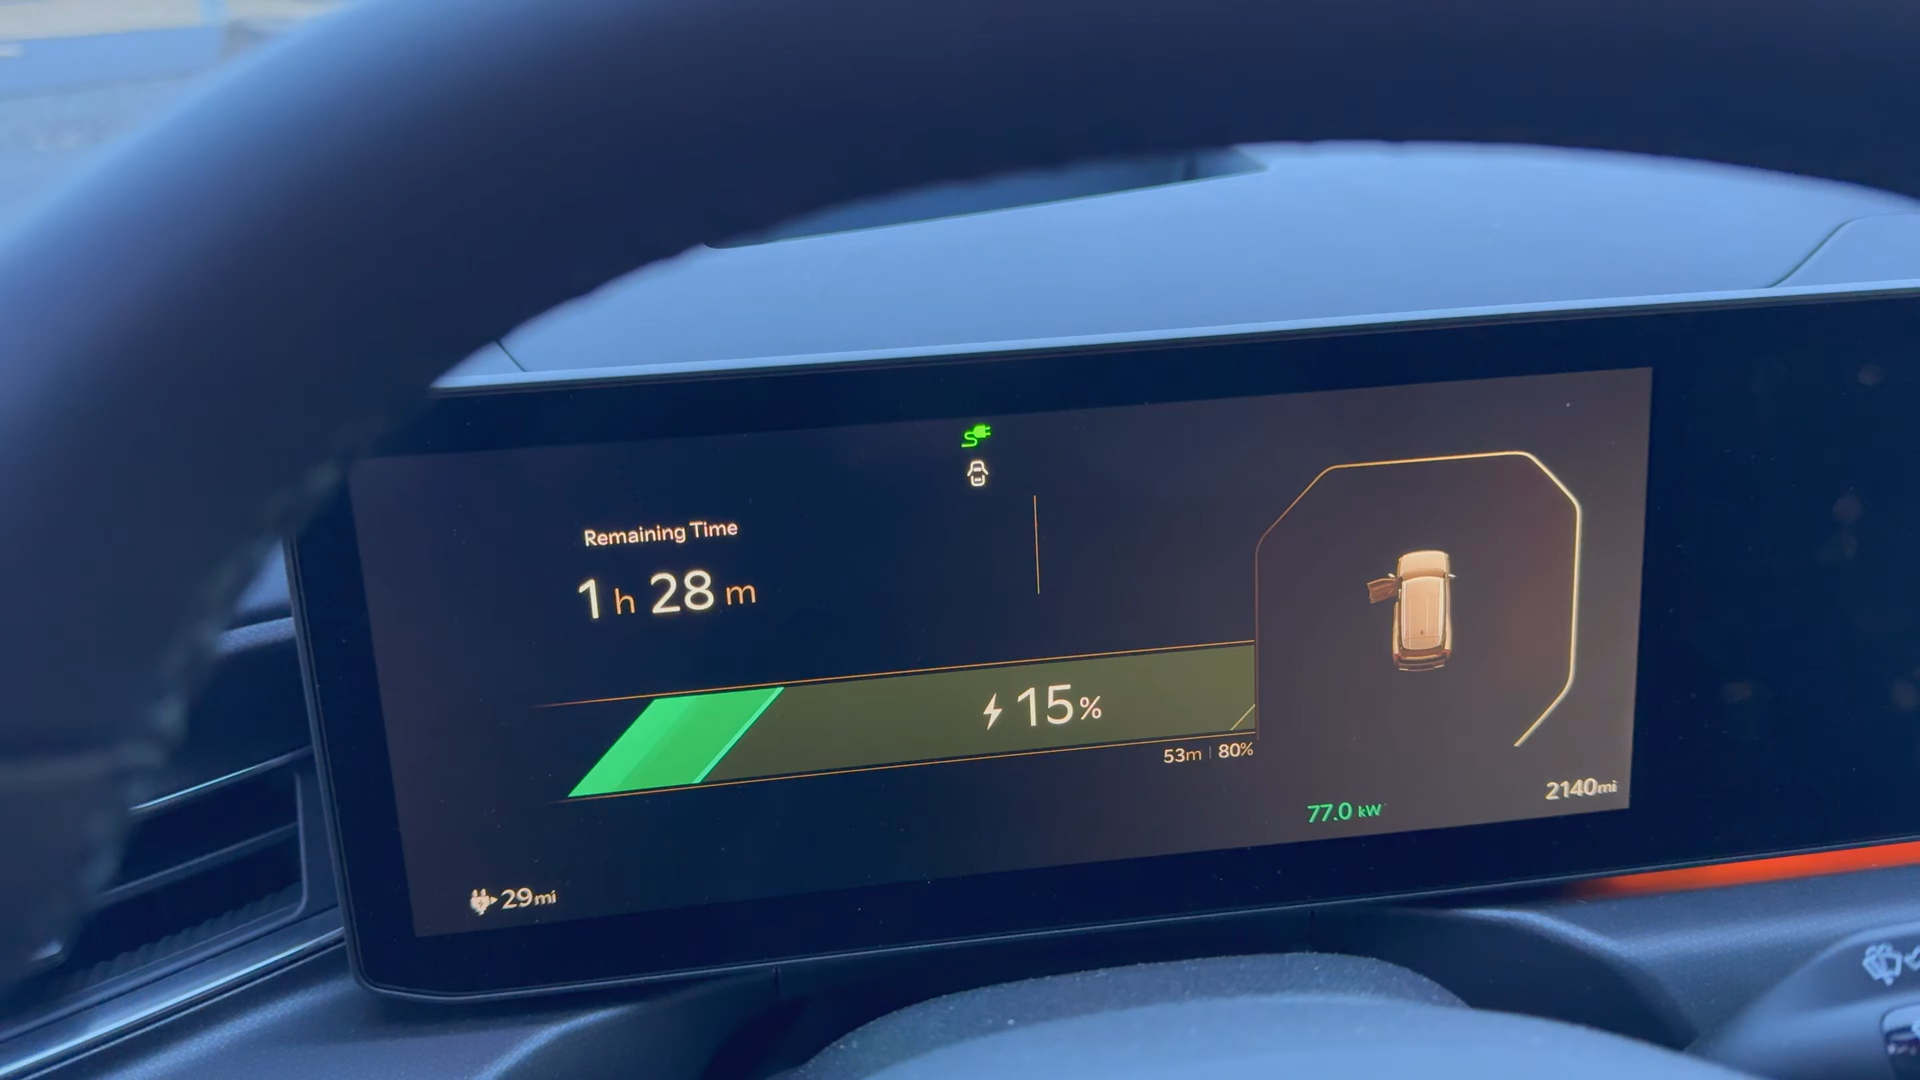 Remaining Time
1 h 28 m
15%
53m | 80%
77.0 kW
2140mi
29mi